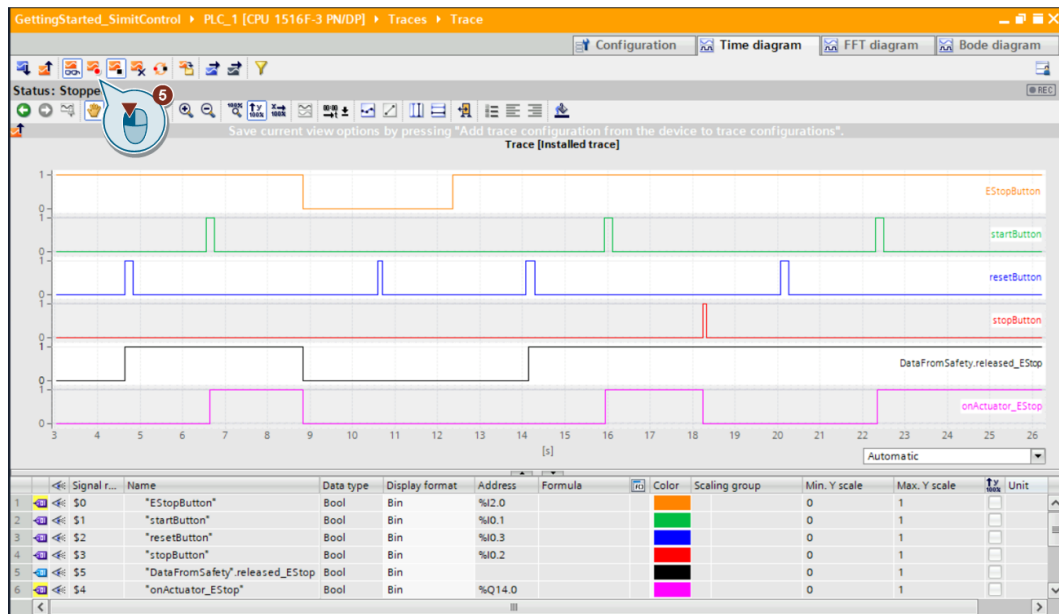 GettingStarted_SimitControl ▸ PLC_1 [CPU 1516F-3 PN/DP] ▸ Traces ▸ Trace
Configuration Time diagram FFT diagram Bode diagram
Status: Stoppe
5
REC
100% 100%
Save current view options by pressing "Add trace configuration from the device to trace configurations".
Trace [Installed trace]
1
EStopButton
0
1
startButton
0
1
resetButton
0
1
stopButton
0
1
DataFromSafety.released_EStop
0
1
onActuator_EStop
0
3 4 5 6 7 8 9 10 11 12 13 14 15 16 17 18 19 20 21 22 23 24 25 26
[s]
Automatic
Signal r... Name Data type Display format Address Formula Color Scaling group Min. Y scale Max. Y scale Unit
1 $0 "EStopButton" Bool Bin %I2.0 0 1
2 $1 "startButton" Bool Bin %I0.1 0 1
3 $2 "resetButton" Bool Bin %I0.3 0 1
4 $3 "stopButton" Bool Bin %I0.2 0 1
5 $5 "DataFromSafety".released_EStop Bool Bin 0 1
6 $4 "onActuator_EStop" Bool Bin %Q14.0 0 1